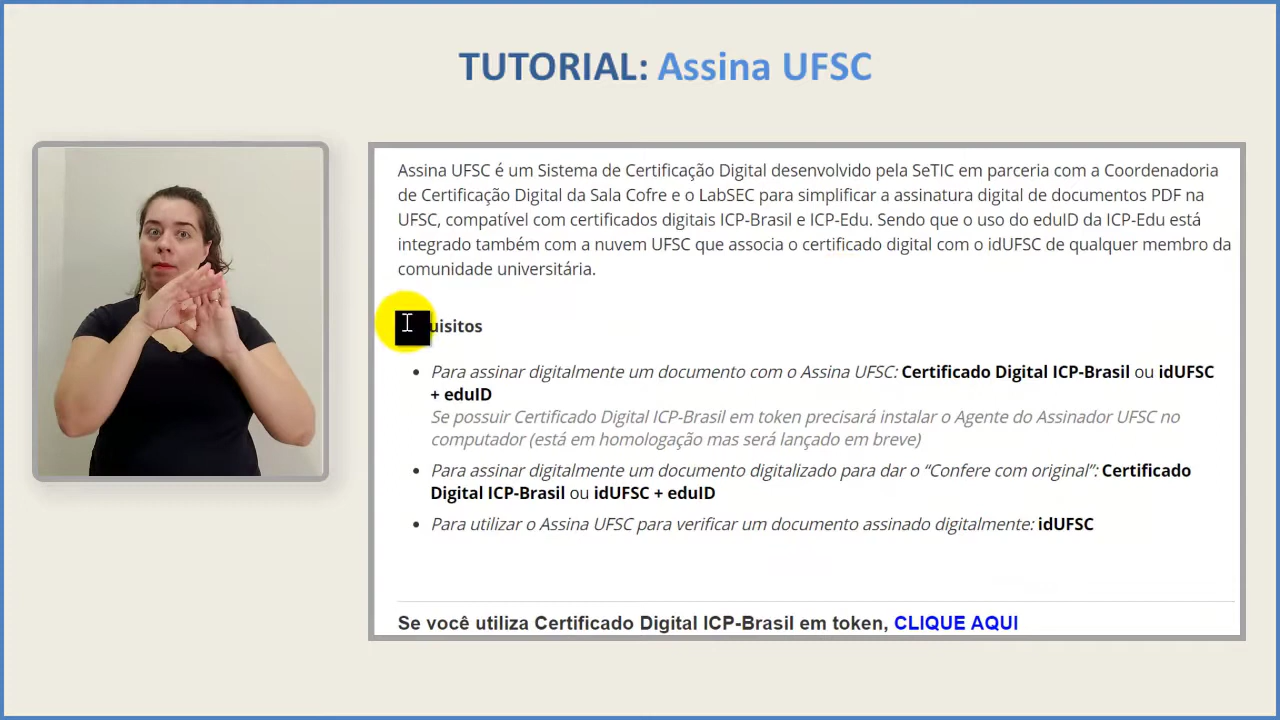 TUTORIAL: Assina UFSC
Assina UFSC é um Sistema de Certificação Digital desenvolvido pela SeTIC em parceria com a Coordenadoria
de Certificação Digital da Sala Cofre e o LabSEC para simplificar a assinatura digital de documentos PDF na
UFSC, compatível com certificados digitais ICP-Brasil e ICP-Edu. Sendo que o uso do eduID da ICP-Edu está
integrado também com a nuvem UFSC que associa o certificado digital com o idUFSC de qualquer membro da
comunidade universitária.
uisitos
• Para assinar digitalmente um documento com o Assina UFSC: Certificado Digital ICP-Brasil ou idUFSC
+ eduID
Se possuir Certificado Digital ICP-Brasil em token precisará instalar o Agente do Assinador UFSC no
computador (está em homologação mas será lançado em breve)
• Para assinar digitalmente um documento digitalizado para dar o “Confere com original”: Certificado
Digital ICP-Brasil ou idUFSC + eduID
• Para utilizar o Assina UFSC para verificar um documento assinado digitalmente: idUFSC
Se você utiliza Certificado Digital ICP-Brasil em token, CLIQUE AQUI